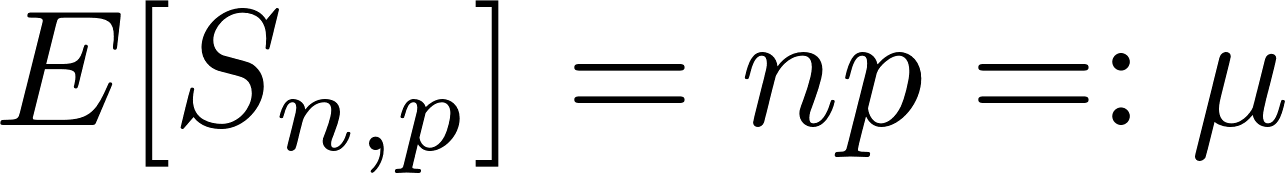 E[S_{n,p}] = np =: μ